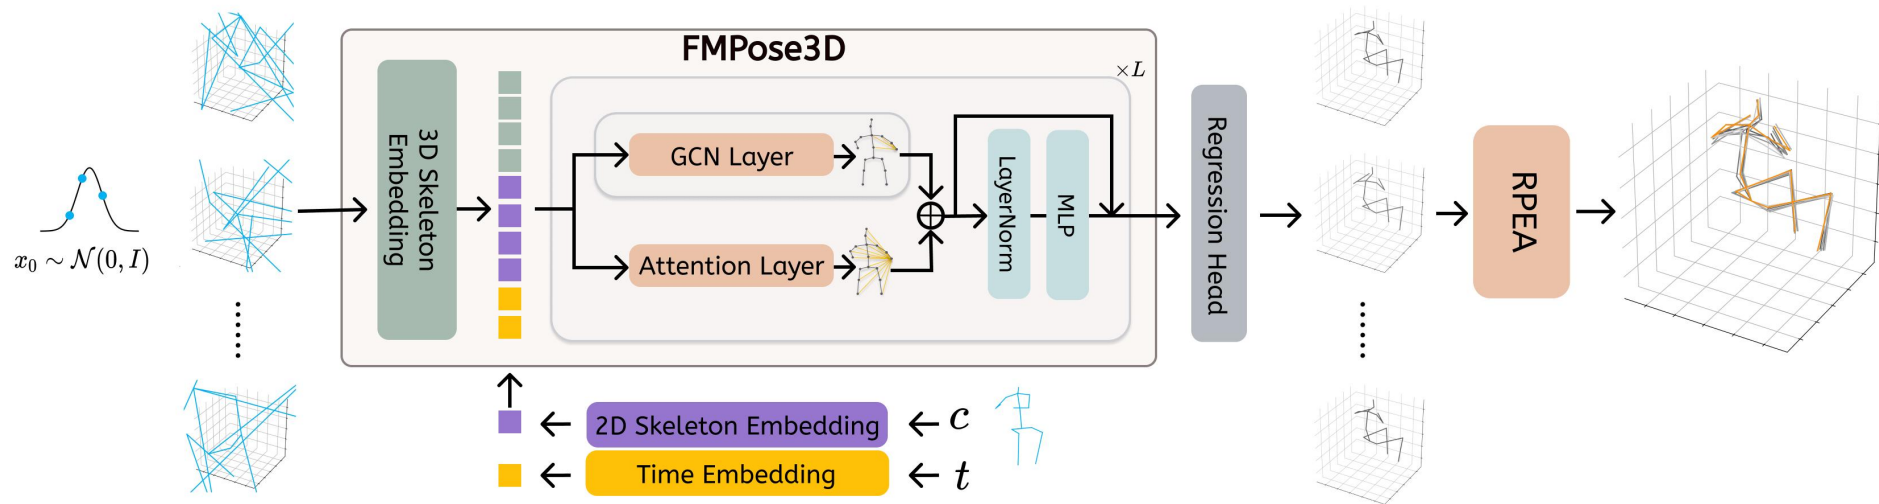 FMPose3D
×L
3D Skeleton
Embedding
GCN Layer
Attention Layer
LayerNorm
MLP
Regression Head
RPEA
x₀ ∼ 𝒩(0, I)
2D Skeleton Embedding
c
Time Embedding
t